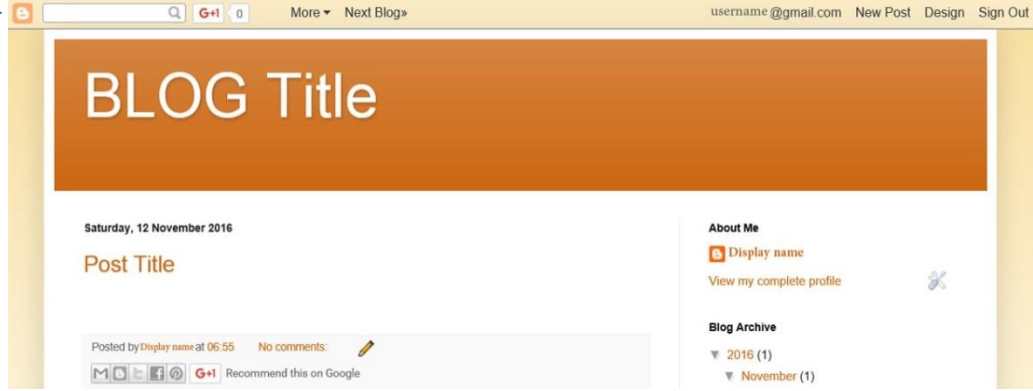 G+1 0 More Next Blog» username@gmail.com New Post Design Sign Out
BLOG Title
Saturday, 12 November 2016
Post Title
Posted by Display name at 06:55 No comments:
G+1 Recommend this on Google
About Me
Display name
View my complete profile
Blog Archive
▼ 2016 (1)
▼ November (1)